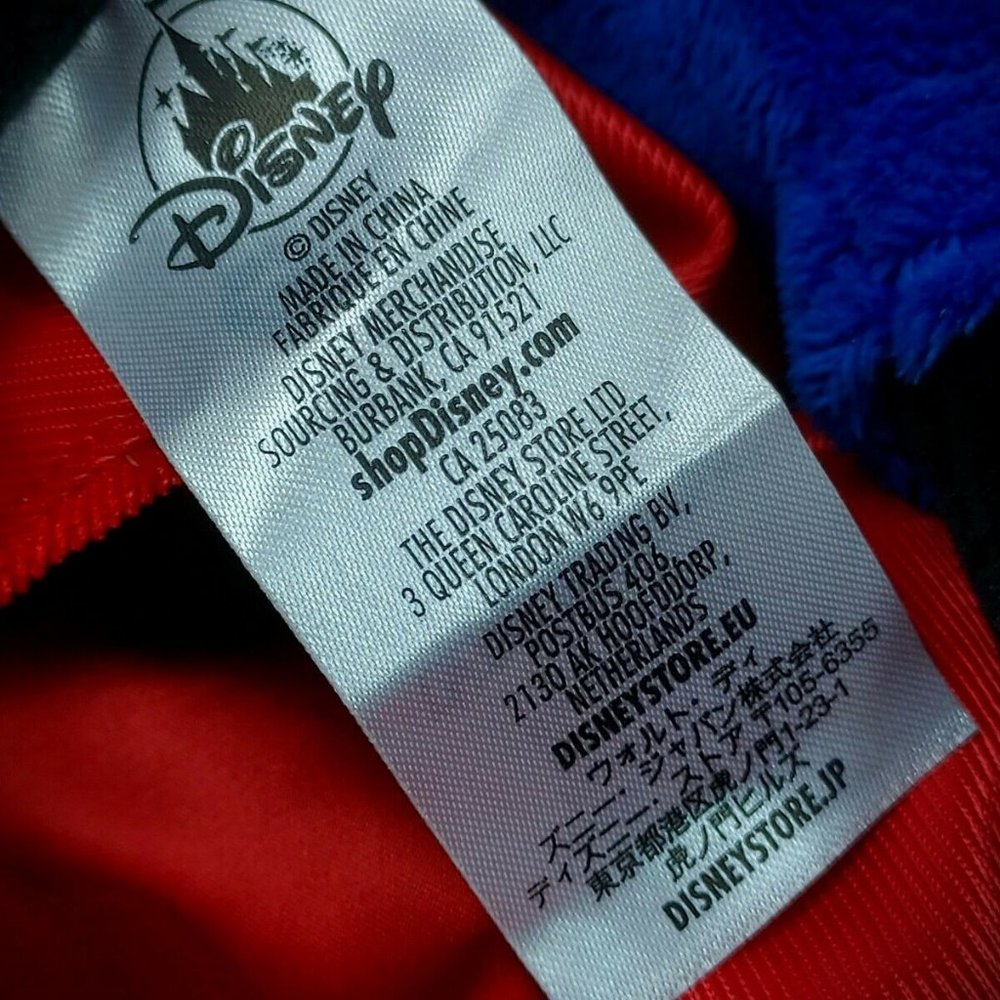 Disney
© DISNEY
MADE IN CHINA
FABRIQUE EN CHINE
DISNEY MERCHANDISE
SOURCING & DISTRIBUTION, LLC
BURBANK, CA 91521
shopDisney.com
CA 25083
THE DISNEY STORE LTD
3 QUEEN CAROLINE STREET,
LONDON W6 9PE
DISNEY TRADING BV,
POSTBUS 406,
2130 AK HOOFDDORP,
NETHERLANDS
DISNEYSTORE.EU
ウォルト・ディ
ズニー・ジャパン株式会社
ディズニー・ストア 〒105-6355
東京都港区虎ノ門1-23-1
虎ノ門ヒルズ
DISNEYSTORE.JP